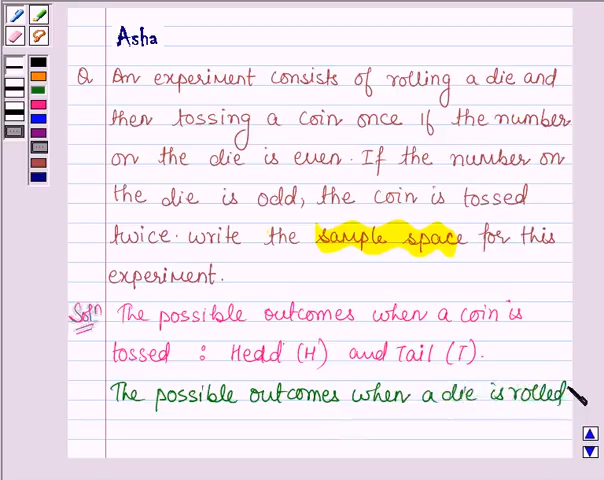 Asha
Q An experiment consists of rolling a die and
then tossing a coin once if the number
on the die is even. If the number on
the die is odd, the coin is tossed
twice. write the sample space for this
experiment.
Solⁿ The possible outcomes when a coin is
tossed : Hedd (H) and Tail (T).
The possible outcomes when a die is rolled